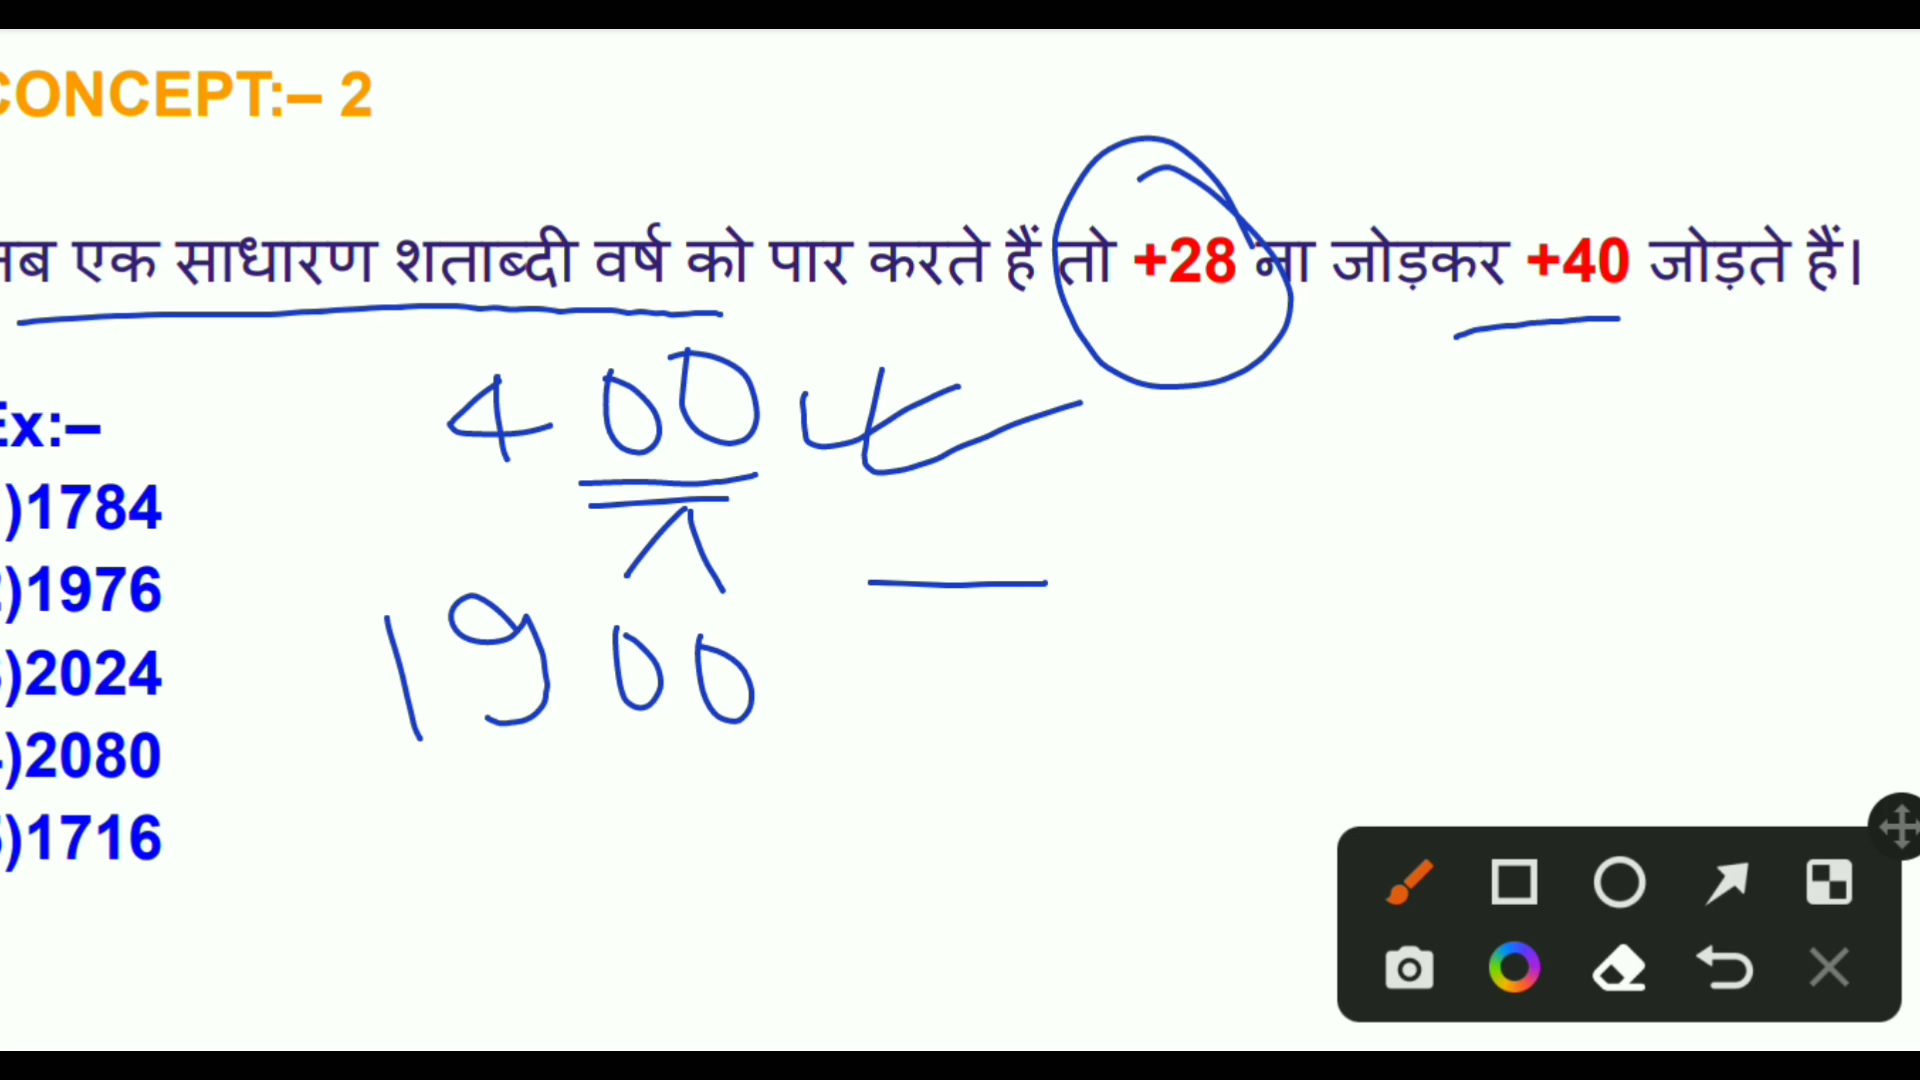 CONCEPT:– 2
जब एक साधारण शताब्दी वर्ष को पार करते हैं तो +28 ना जोड़कर +40 जोड़ते हैं।
400
Ex:–
1)1784
2)1976
1900
3)2024
4)2080
5)1716